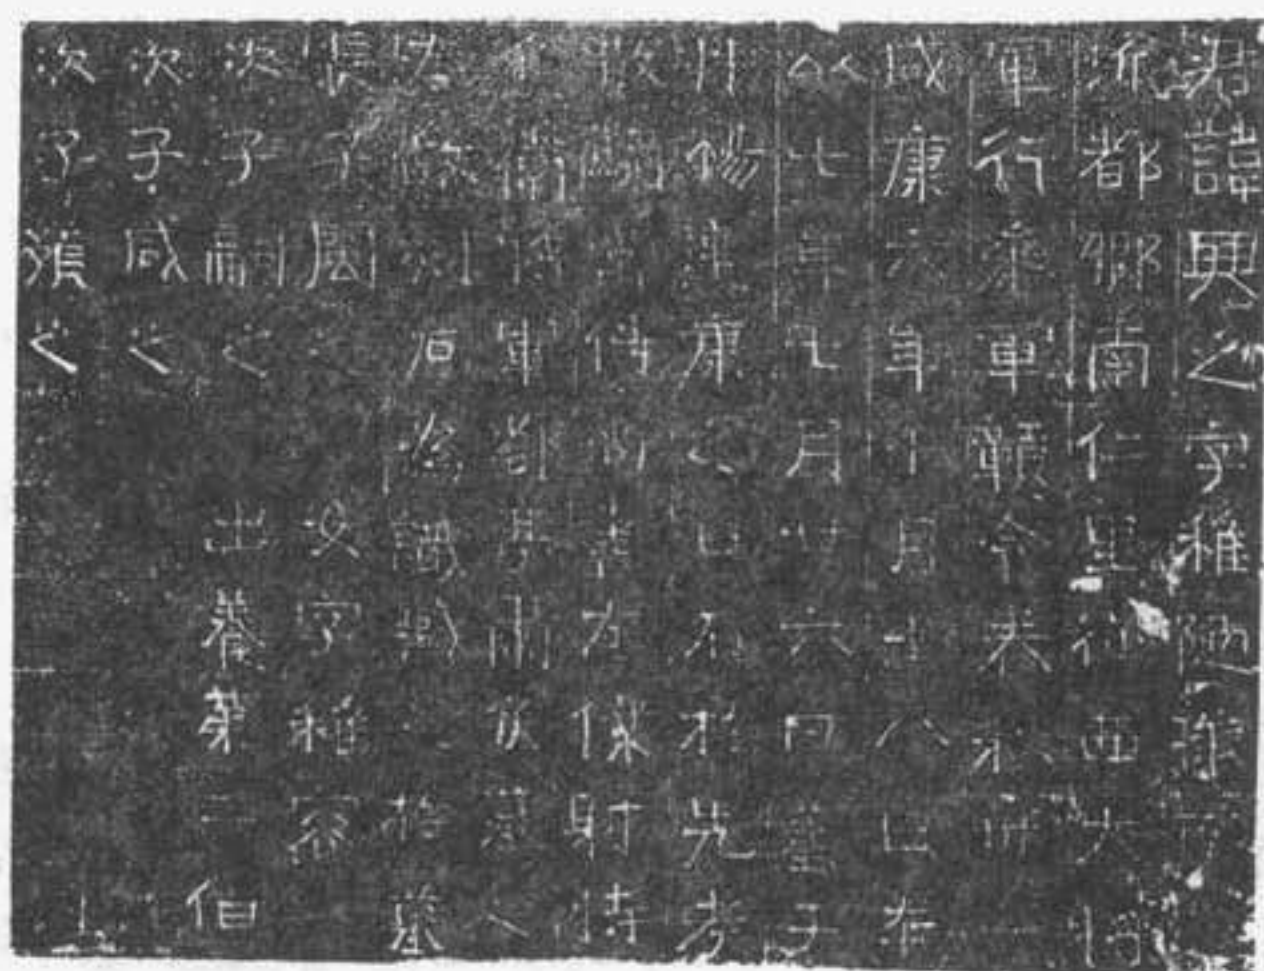 君諱興之字稚陋琅耶
沂都鄉南仁里征西大將
軍行參軍贛令春秋卅一
咸康六年十月十八日卒
以七年七月廿六日葬于
丹楊建康之白石於先考
散騎常侍尚書左僕射特
進衛將軍都亭肅侯墓之
左故刻石為識臧之於墓
長子閩之 女字稚容
次子嗣之 出養第二伯
次子咸之
次子預之